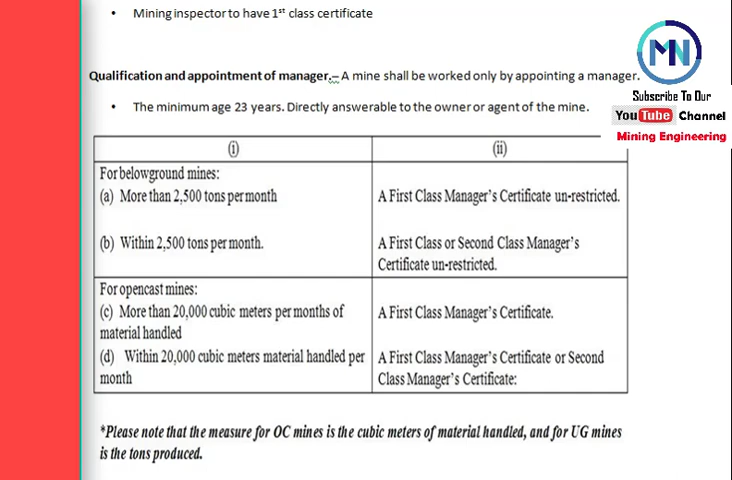 • Mining inspector to have 1st class certificate
Qualification and appointment of manager.– A mine shall be worked only by appointing a manager.
• The minimum age 23 years. Directly answerable to the owner or agent of the mine.
MN
Subscribe To Our
YouTube Channel
Mining Engineering
(i) (ii)
For belowground mines:
(a) More than 2,500 tons per month A First Class Manager's Certificate un-restricted.
(b) Within 2,500 tons per month. A First Class or Second Class Manager's
Certificate un-restricted.
For opencast mines:
(c) More than 20,000 cubic meters per months of A First Class Manager's Certificate.
material handled
(d) Within 20,000 cubic meters material handled per A First Class Manager's Certificate or Second
month Class Manager's Certificate:
*Please note that the measure for OC mines is the cubic meters of material handled, and for UG mines
is the tons produced.